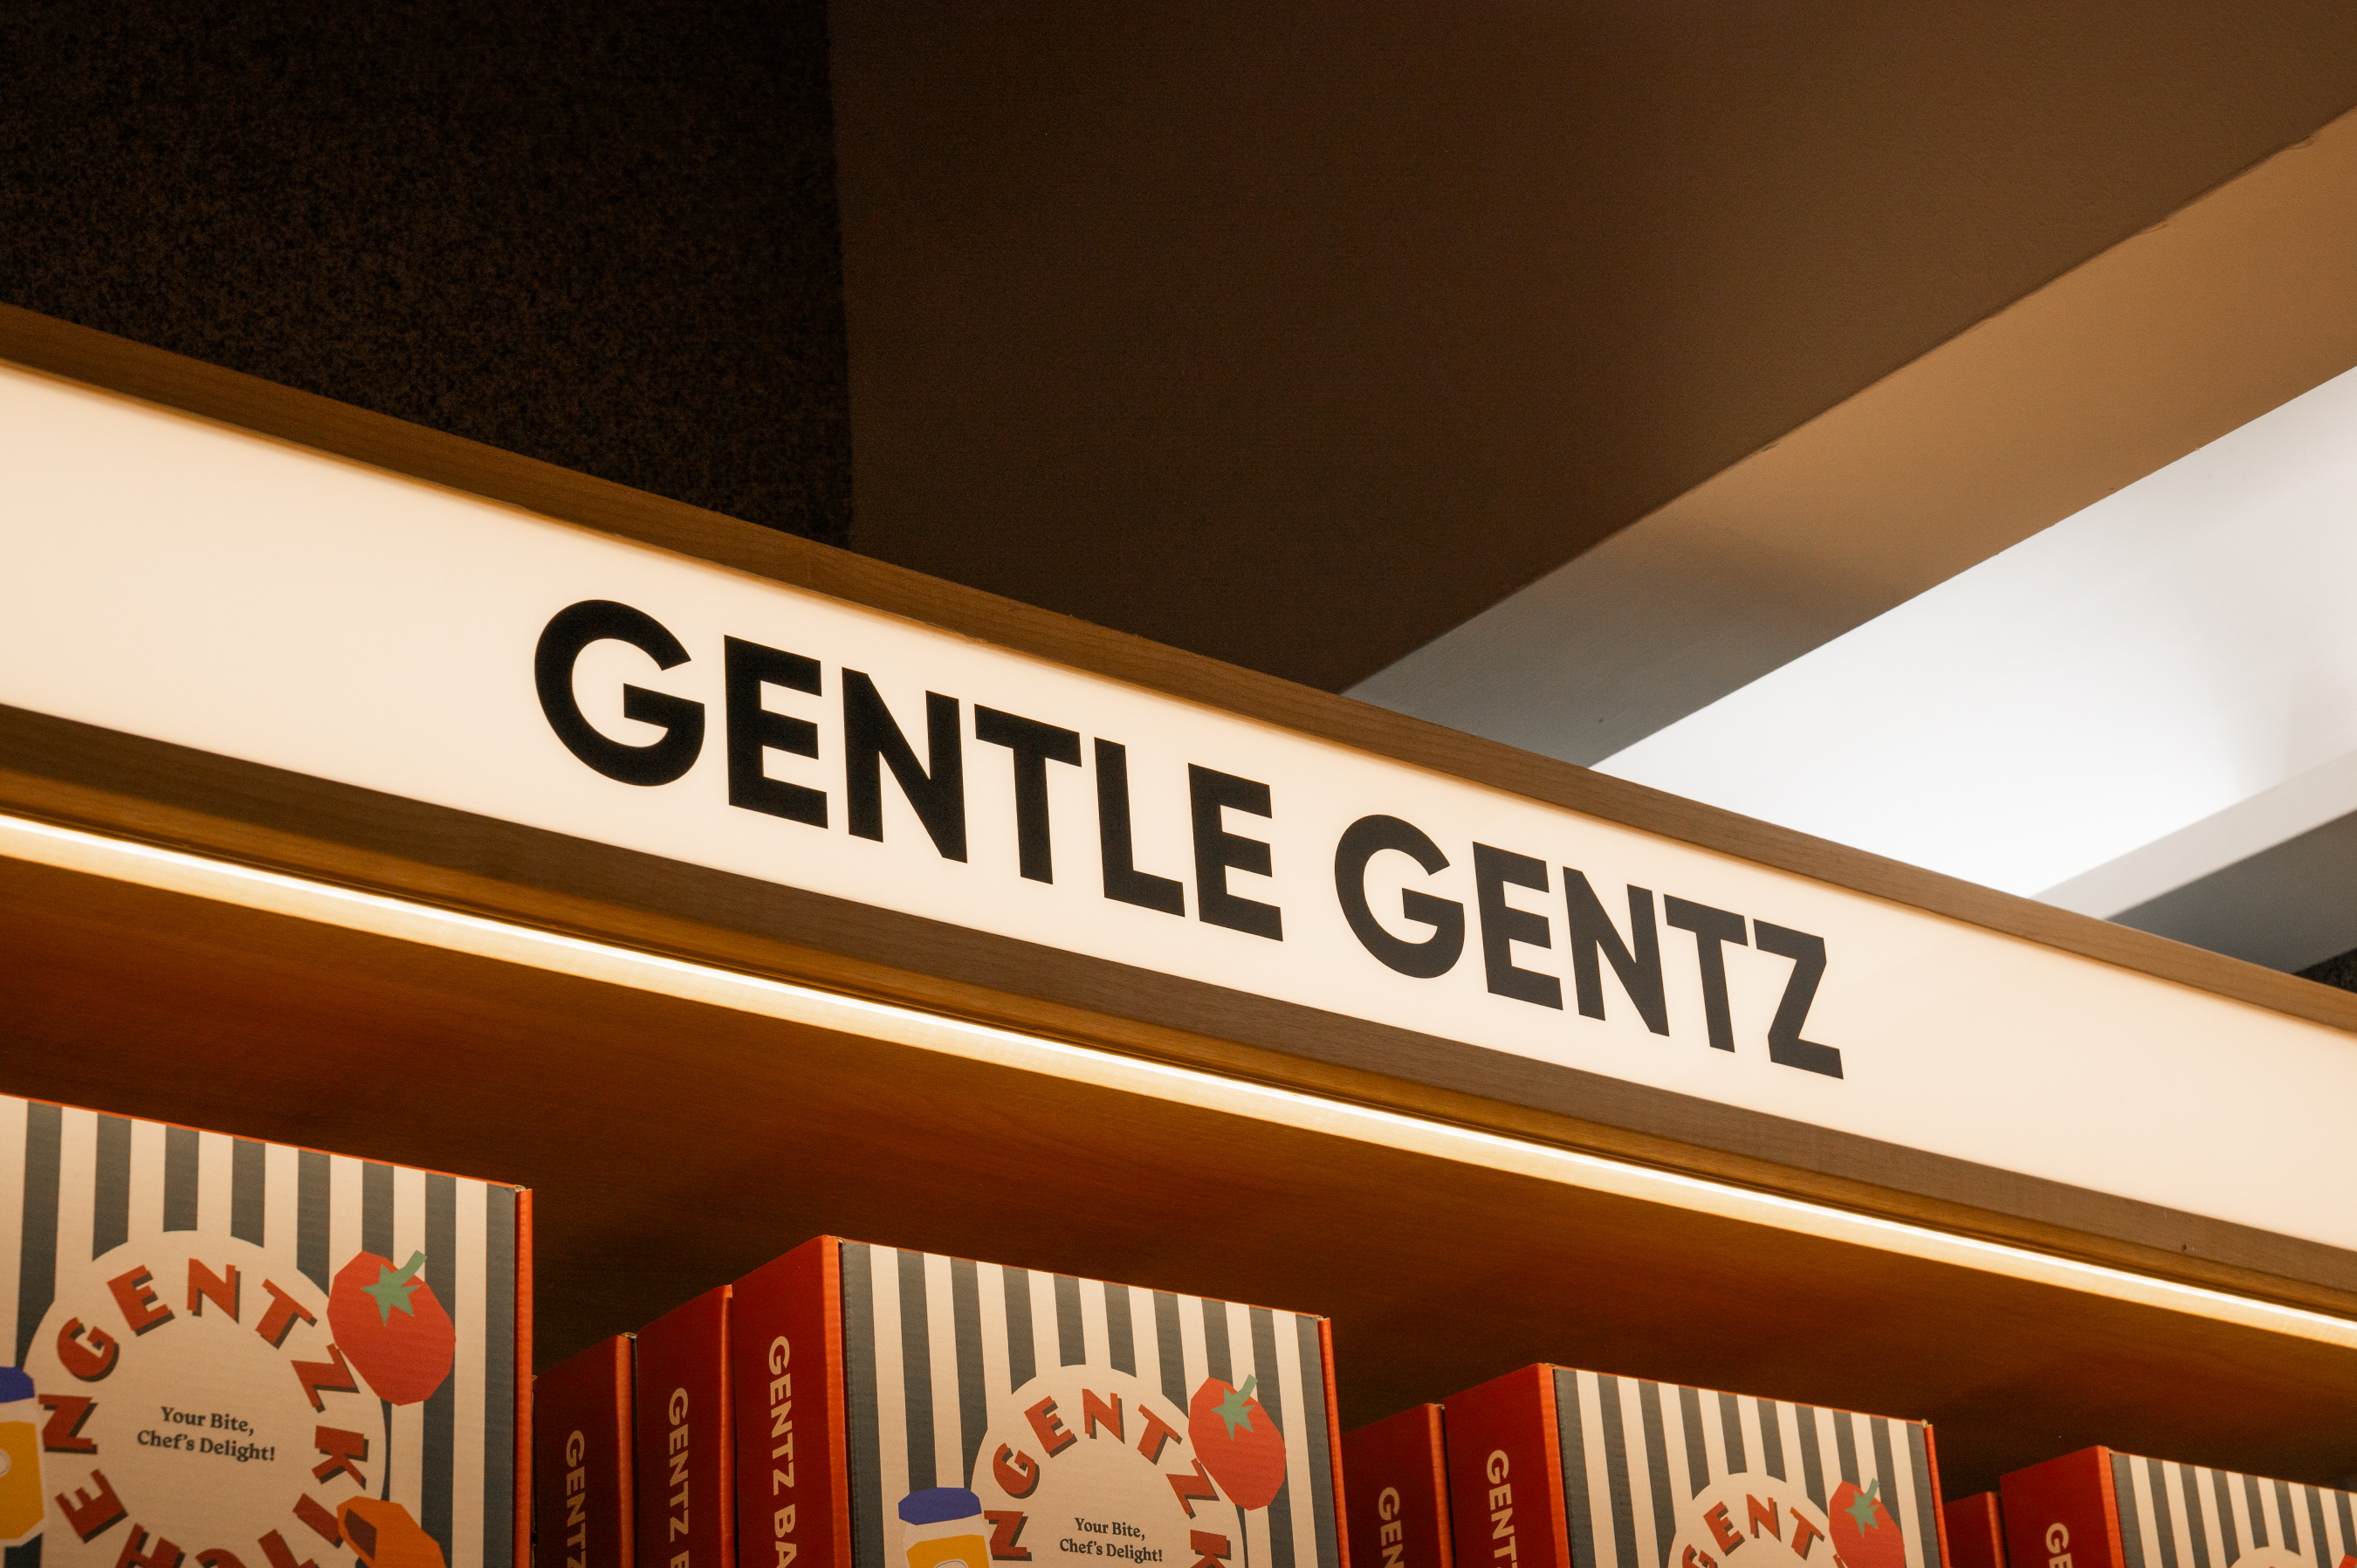 GENTLE GENTZ
GENTZ KITCHEN
Your Bite,
Chef's Delight!
GENTZ
GENTZ
GENTZ
GENTZ
Your Bite,
Chef's Delight!
GENTZ